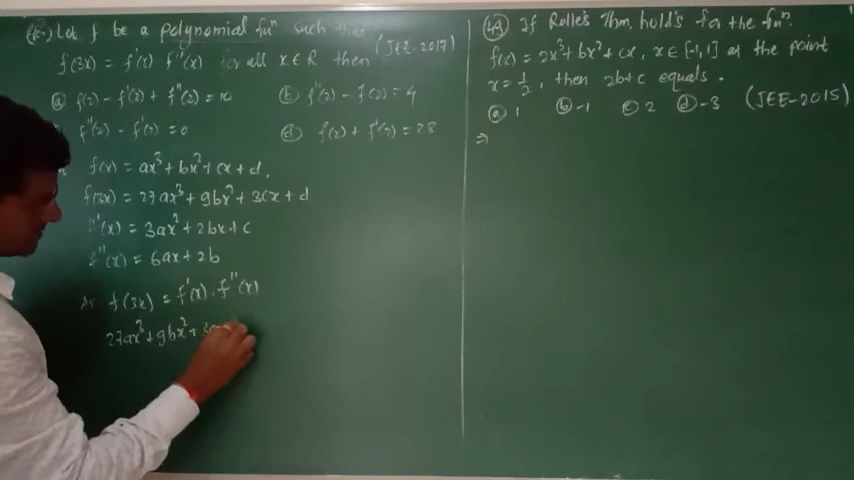 Let f be a polynomial fuⁿ such that
f(3x) = f'(x) . f''(x) for all x ∈ R then (JEE-2017)
ⓐ f(2) - f'(2) + f''(2) = 10
ⓑ f''(2) - f(2) = 4
f''(2) - f'(2) = 0
ⓓ f(2) + f'(2) = 28
f(x) = ax³ + bx² + cx + d.
f(3x) = 27ax³ + 9bx² + 3cx + d
f'(x) = 3ax² + 2bx + c
f''(x) = 6ax + 2b
As f(3x) = f'(x) . f''(x)
27ax³ + 9bx² +
If Rolle's Thm. hold's for the fuⁿ.
f(x) = 2x³ + bx² + cx, x ∈ [-1,1] at the point
x = 1/2, then 2b+c equals .
ⓐ 1 ⓑ -1 ⓒ 2 ⓓ -3 (JEE-2015)
⇒